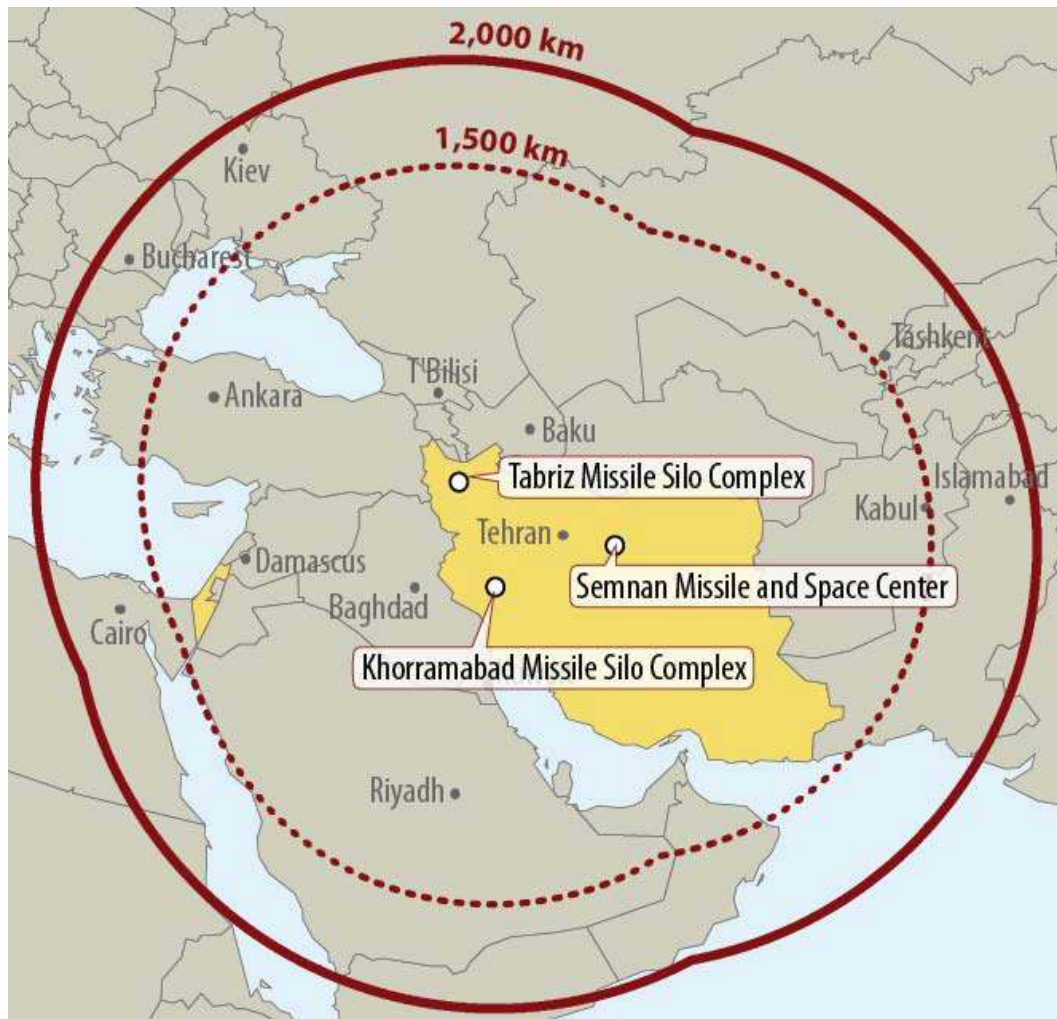 2,000 km
1,500 km
Kiev
Bucharest
Tashkent
T'Bilisi
Ankara
Baku
Tabriz Missile Silo Complex
Islamabad
Kabul
Tehran
Damascus
Semnan Missile and Space Center
Baghdad
Cairo
Khorramabad Missile Silo Complex
Riyadh